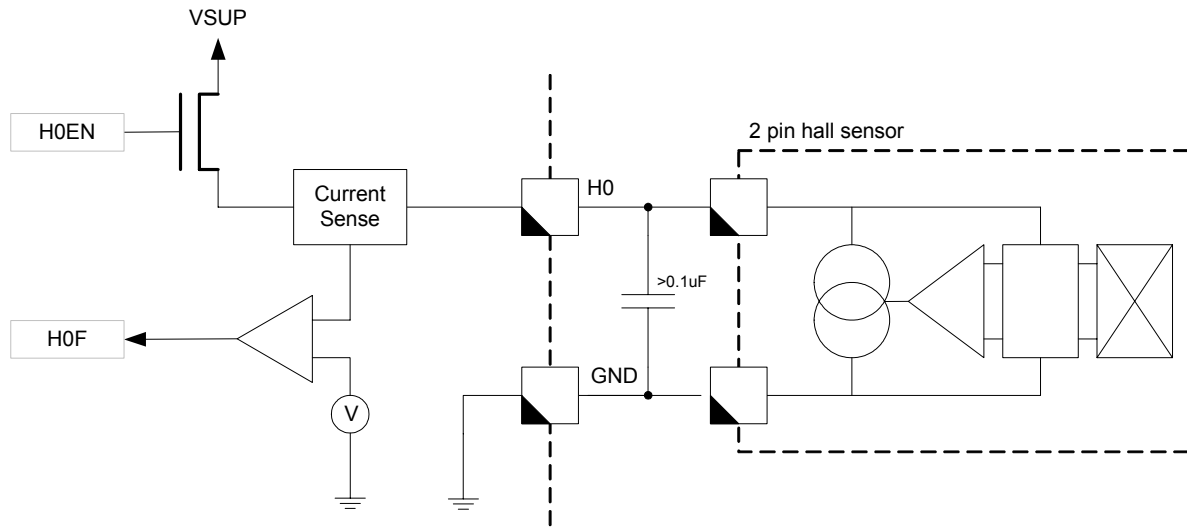 VSUP
H0EN
2 pin hall sensor
Current
Sense
H0
>0.1uF
H0F
GND
V